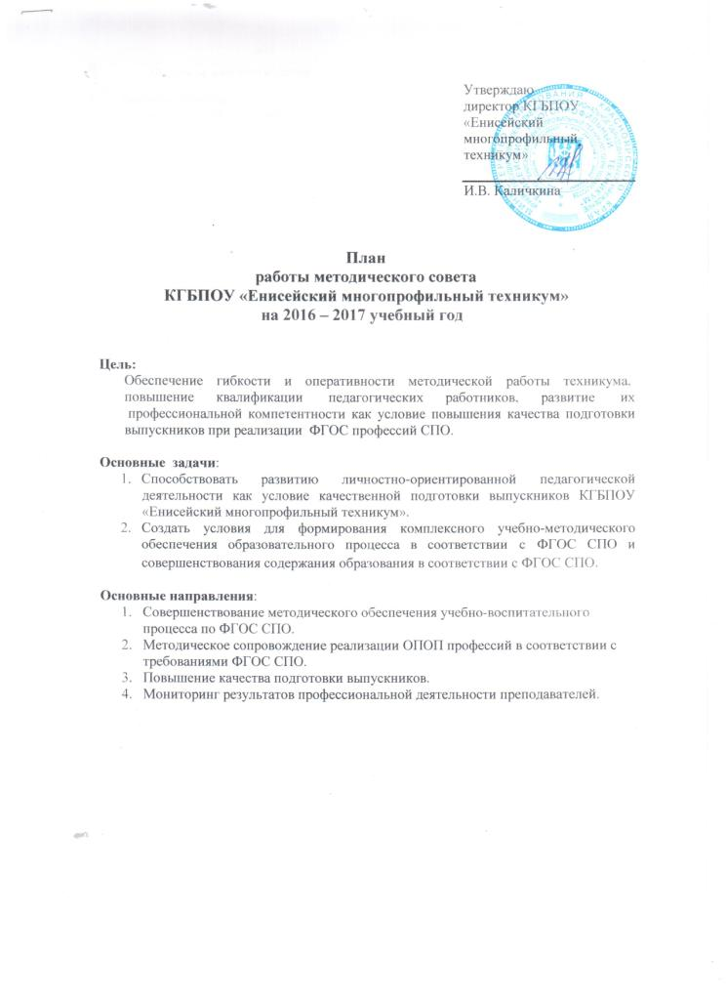 Утверждаю
директор КГБПОУ
«Енисейский
многопрофильный
техникум»
И.В. Каличкина
План
работы методического совета
КГБПОУ «Енисейский многопрофильный техникум»
на 2016 – 2017 учебный год
Цель:
Обеспечение гибкости и оперативности методической работы техникума,
повышение квалификации педагогических работников, развитие их
профессиональной компетентности как условие повышения качества подготовки
выпускников при реализации ФГОС профессий СПО.
Основные задачи:
1. Способствовать развитию личностно-ориентированной педагогической
деятельности как условие качественной подготовки выпускников КГБПОУ
«Енисейский многопрофильный техникум».
2. Создать условия для формирования комплексного учебно-методического
обеспечения образовательного процесса в соответствии с ФГОС СПО и
совершенствования содержания образования в соответствии с ФГОС СПО.
Основные направления:
1. Совершенствование методического обеспечения учебно-воспитательного
процесса по ФГОС СПО.
2. Методическое сопровождение реализации ОПОП профессий в соответствии с
требованиями ФГОС СПО.
3. Повышение качества подготовки выпускников.
4. Мониторинг результатов профессиональной деятельности преподавателей.